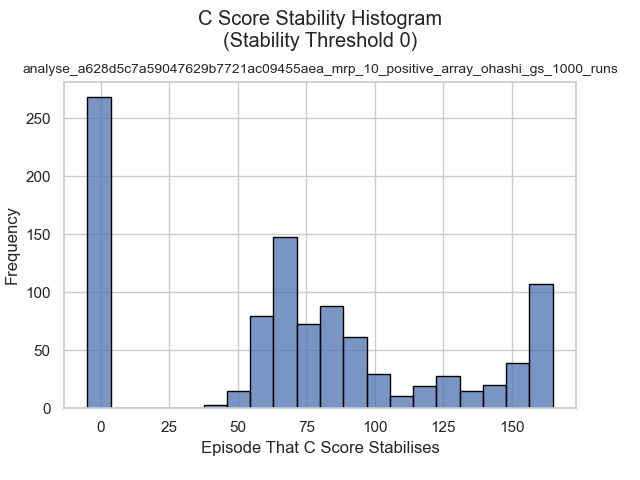 C Score Stability Histogram
(Stability Threshold 0)
analyse_a628d5c7a59047629b7721ac09455aea_mrp_10_positive_array_ohashi_gs_1000_runs
250
200
150
100
50
0
Frequency
0 25 50 75 100 125 150
Episode That C Score Stabilises